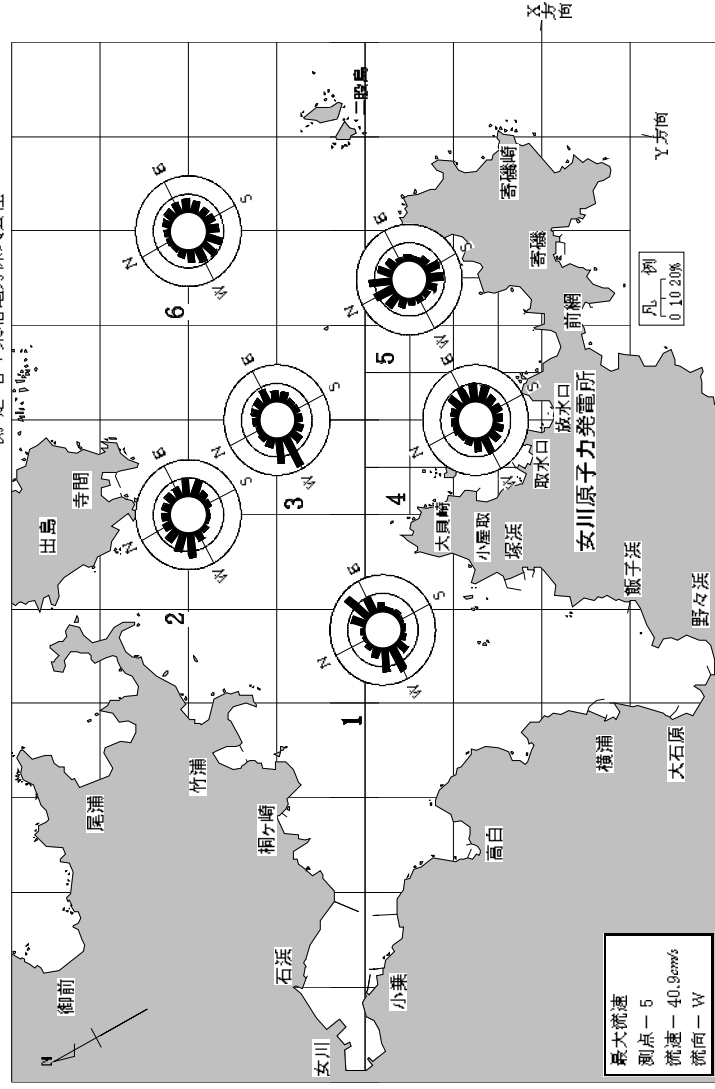 N
御前
尾浦
竹浦
桐ヶ崎
石浜
女川
小乗
高白
横浦
大石原
野々浜
飯子浜
塚浜
小屋取
大貝崎
取水口
放水口
女川原子力発電所
前網
寄磯
寄磯崎
二股島
出島
寺間
1
N
E
S
W
2
N
E
S
W
3
N
E
S
W
4
E
S
W
5
N
E
S
W
6
N
E
S
W
X方向
Y方向
凡 例
0 10 20%
最大流速
測点－5
流速－40.9cm/s
流向－W